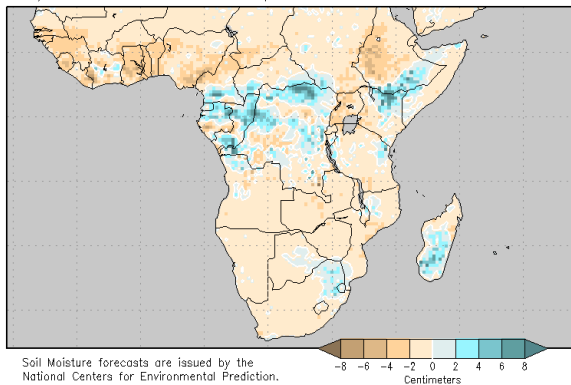 Soil Moisture forecasts are issued by the
National Centers for Environmental Prediction.
-8 -6 -4 -2 0 2 4 6 8
Centimeters